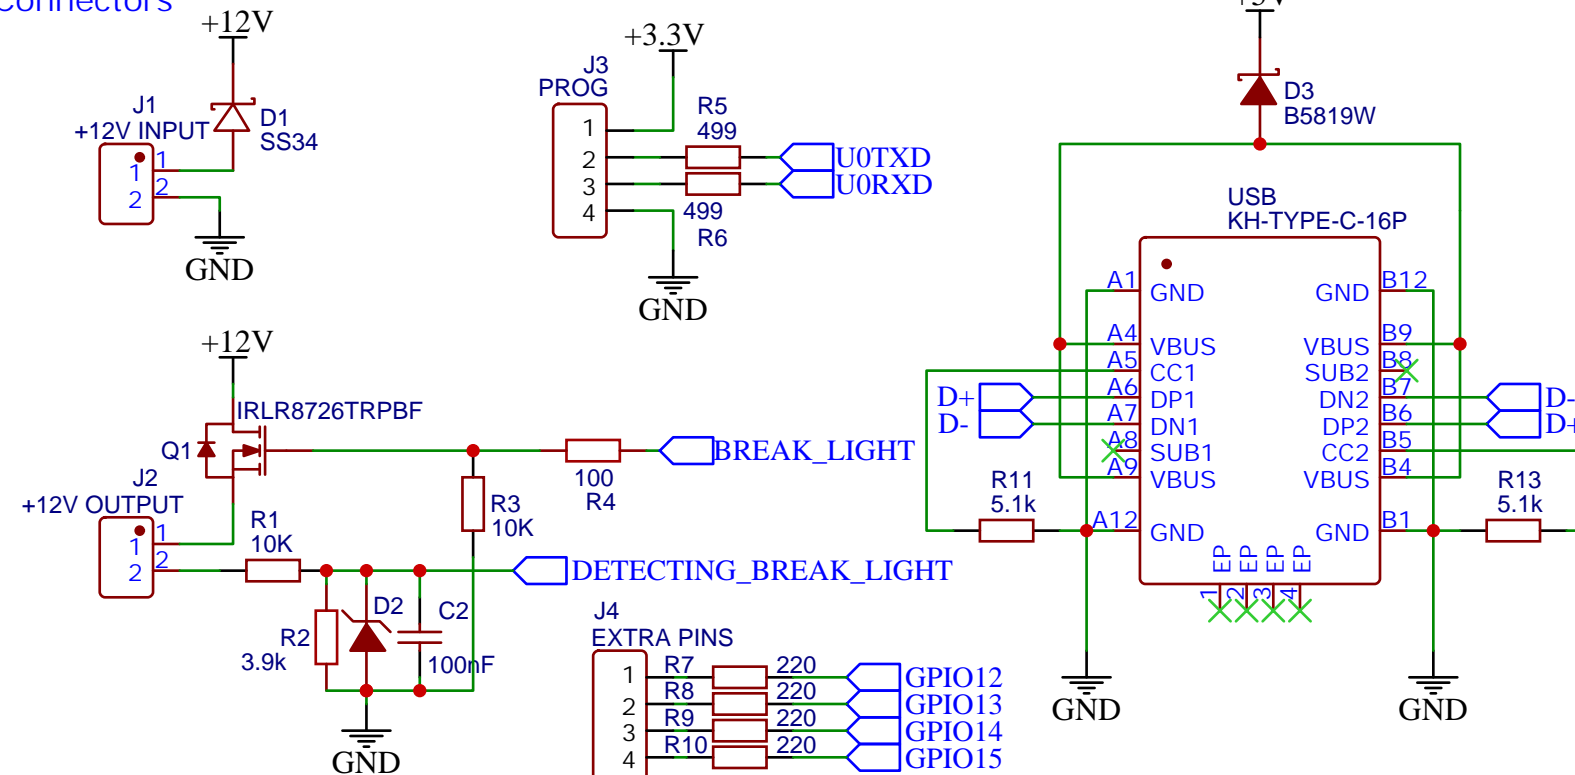 Connectors
+12V
J1
+12V INPUT
1
1
2
2
D1
SS34
GND
+3.3V
J3
PROG
1
2
3
4
R5
499
U0TXD
U0RXD
499
R6
GND
+5V
D3
B5819W
USB
KH-TYPE-C-16P
A1 GND GND B12
A4 VBUS VBUS B9
A5 CC1 SUB2 B8
D+ A6 DP1 DN2 B7 D-
D- A7 DN1 DP2 B6 D+
A8 SUB1 CC2 B5
A9 VBUS VBUS B4
R11
5.1k
A12 GND GND B1
R13
5.1k
EP EP EP EP
1 2 3 4
GND
GND
+12V
IRLR8726TRPBF
Q1
BREAK_LIGHT
100
R4
R3
10K
J2
+12V OUTPUT
1
1
2
2
R1
10K
DETECTING_BREAK_LIGHT
R2
3.9k
D2
C2
100nF
GND
J4
EXTRA PINS
1 R7 220 GPIO12
2 R8 220 GPIO13
3 R9 220 GPIO14
4 R10 220 GPIO15